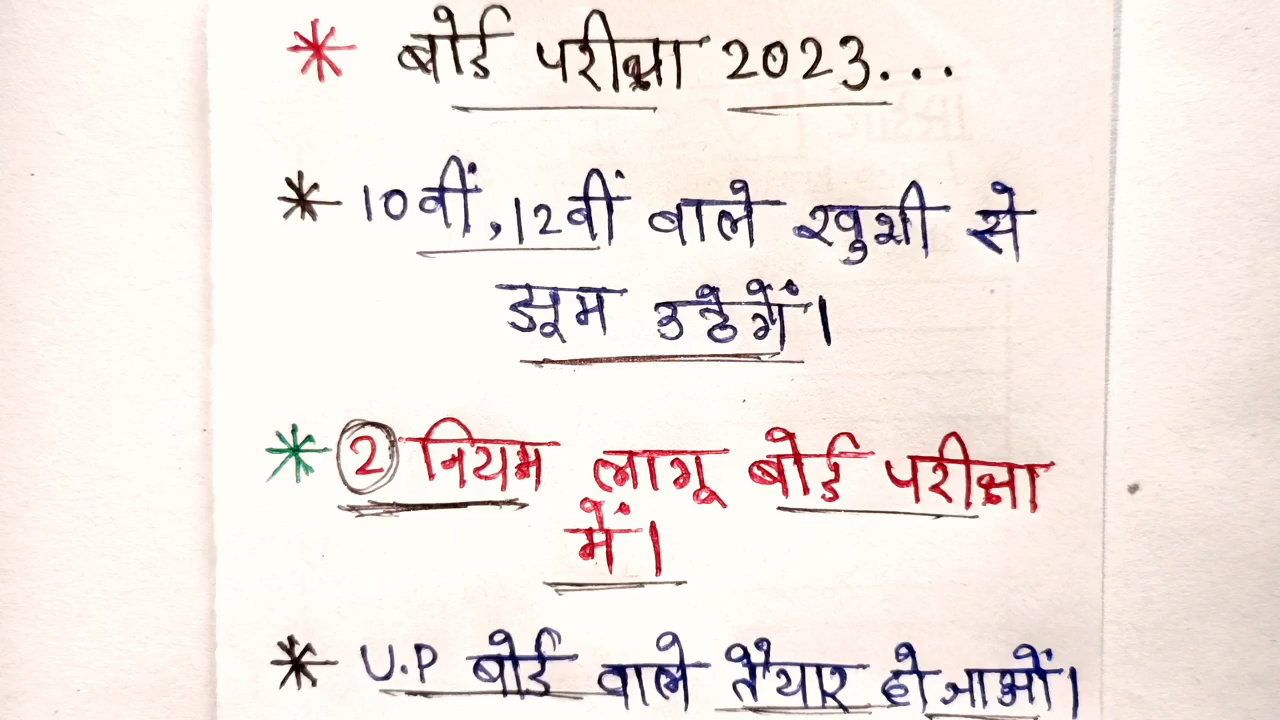 * बोर्ड परीक्षा 2023...
* 10वीं, 12वीं वाले खुशी से
झूम उठेगें।
* 2 नियम लागू बोर्ड परीक्षा
में।
* U.P बोर्ड वाले तैयार हो जाओं।